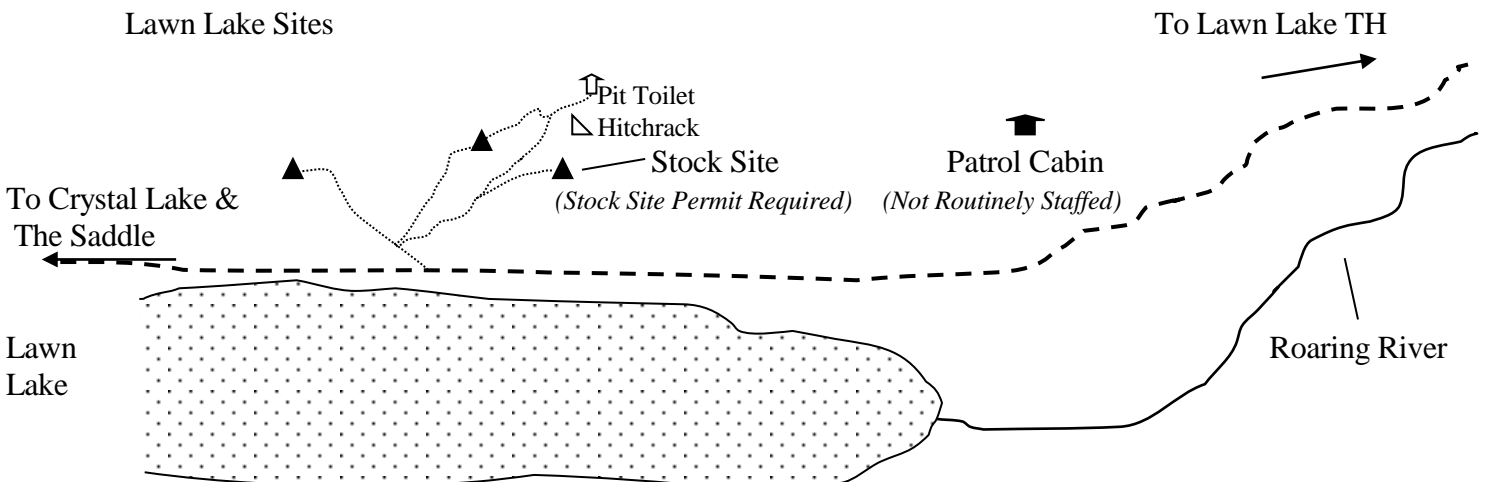 Lawn Lake Sites
To Lawn Lake TH
Pit Toilet
Hitchrack
Stock Site
(Stock Site Permit Required)
Patrol Cabin
(Not Routinely Staffed)
To Crystal Lake &
The Saddle
Lawn
Lake
Roaring River